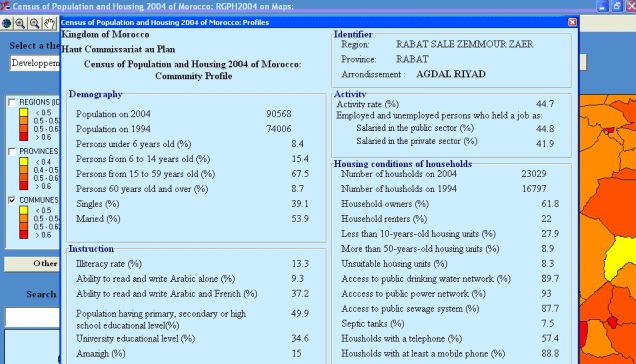 Census of Population and Housing 2004 of Morocco: RGPH2004 on Maps:
Census of Population and Housing 2004 of Morocco: Profiles
Kingdom of Morocco
Haut Commissariat au Plan
Census of Population and Housing 2004 of Morocco:
Community Profile
Identifier
Region: RABAT SALE ZEMMOUR ZAER
Province: RABAT
Arrondissement : AGDAL RIYAD
Select a the
Developpem
REGIONS (ID
< 0.5
0.5 - 0.5
0.5 - 0.6
> 0.6
PROVINCES
< 0.4
0.4 - 0.5
0.5 - 0.6
> 0.6
COMMUNES
< 0.5
0.5 - 0.5
0.5 - 0.6
> 0.6
Other
Search
Demography
Population on 2004 90568
Population on 1994 74006
Persons under 6 years old (%) 8.4
Persons from 6 to 14 years old (%) 15.4
Persons from 15 to 59 years old (%) 67.5
Persons 60 years old and over (%) 8.7
Singles (%) 39.1
Maried (%) 53.9
Instruction
Illiteracy rate (%) 13.3
Ability to read and write Arabic alone (%) 9.3
Ability to read and write Arabic and French (%) 37.2
Population having primary, secondary or high
school educational level(%) 49.9
University educational level (%) 34.6
Amazigh (%) 15
Activity
Activity rate (%) 44.7
Employed and unemployed persons who held a job as:
Salaried in the public sector (%) 44.8
Salaried in the private sector (%) 41.9
Housing conditions of households
Number of housholds on 2004 23029
Number of housholds on 1994 16797
Household owners (%) 61.8
Household renters (%) 22
Less than 10-years-old housing units (%) 27.9
More than 50-years-old housing units (%) 8.9
Unsuitable housing units (%) 8.3
Access to public drinking water network (%) 89.7
Acccess to public power network (%) 93
Access to public sewage system (%) 87.7
Septic tanks (%) 7.5
Housholds with a telephone (%) 57.4
Housholds with at least a mobile phone (%) 88.8